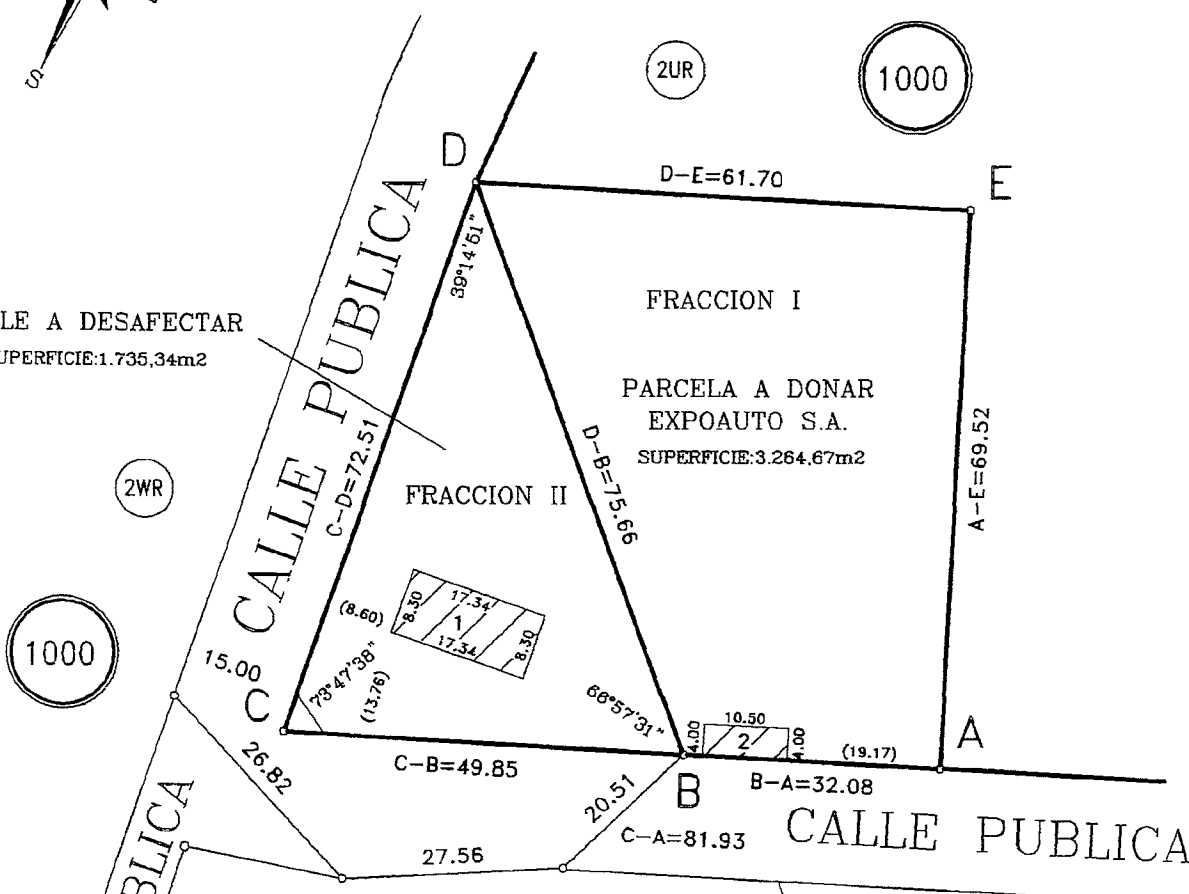 S
2UR
1000
D
D-E=61.70
E
39°14'51"
FRACCION I
LE A DESAFECTAR
UPERFICIE:1.735,34m2
CALLE PUBLICA
PARCELA A DONAR
EXPOAUTO S.A.
SUPERFICIE:3.264,67m2
C-D=72.51
D-B=75.66
A-E=69.52
2WR
FRACCION II
(8.60)
8.30
17.34
1
17.34
8.30
1000
15.00
73°47'38"
(13.76)
66°57'31"
C
4.00
10.50
2
4.00
(19.17)
A
26.82
C-B=49.85
B
B-A=32.08
20.51
C-A=81.93
CALLE PUBLICA
27.56
BLICA